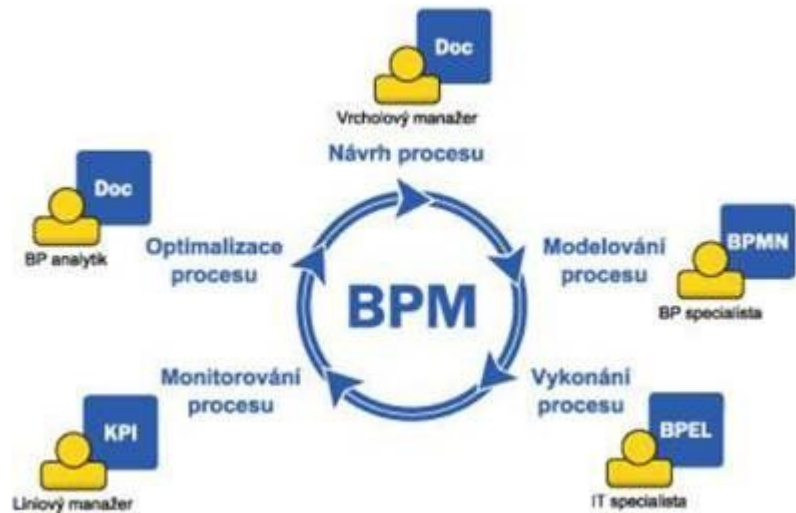 Doc
Vrcholový manažer
Návrh procesu
Doc
BP analytik
Optimalizace
procesu
BPM
Modelování
procesu
BPMN
BP specialista
Monitorování
procesu
Vykonání
procesu
KPI
Liniový manažer
BPEL
IT specialista